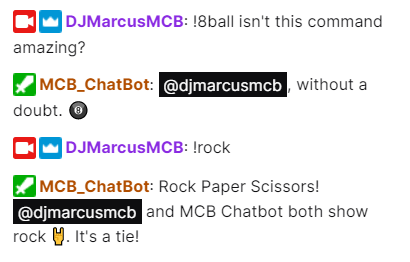 DJMarcusMCB: !8ball isn't this command
amazing?
MCB_ChatBot: @djmarcusmcb, without a
doubt. 🎱
DJMarcusMCB: !rock
MCB_ChatBot: Rock Paper Scissors!
@djmarcusmcb and MCB Chatbot both show
rock 🤘. It's a tie!